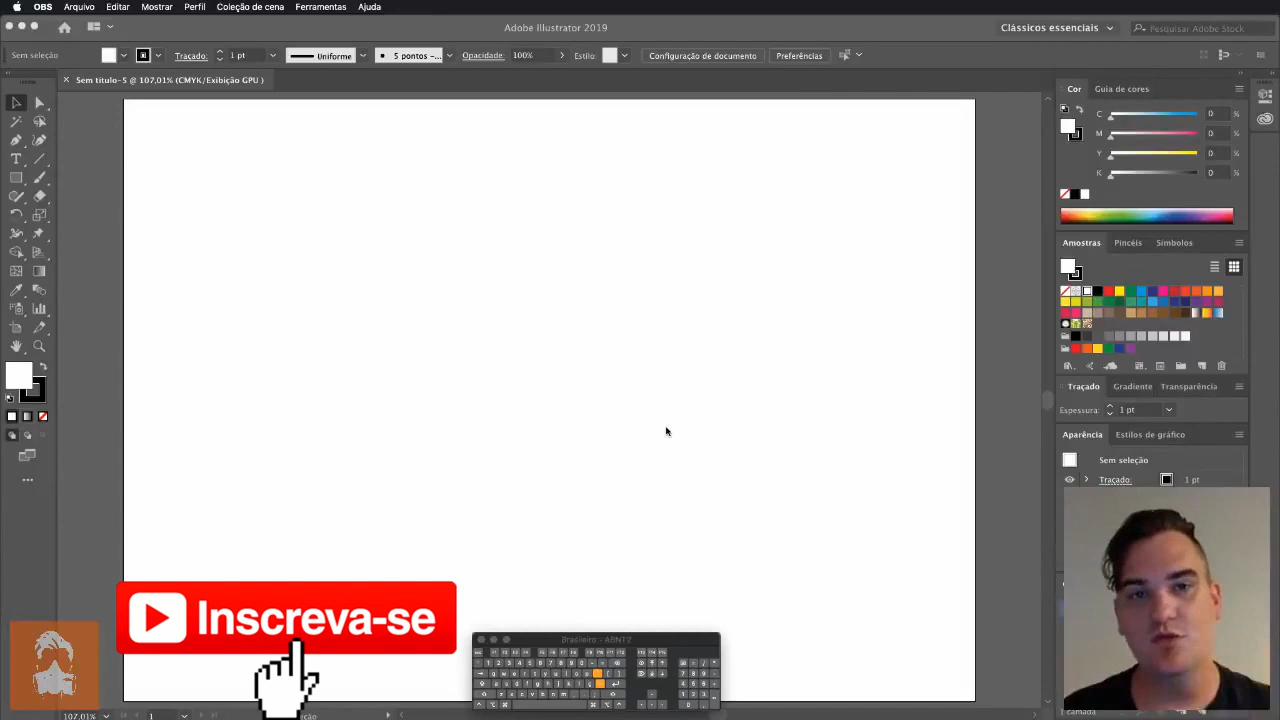 OBS Arquivo Editar Mostrar Perfil Coleção de cena Ferramentas Ajuda
Adobe Illustrator 2019
Clássicos essenciais
Pesquisar Adobe Stock
Sem seleção
Traçado: 1 pt
Uniforme
5 pontos -...
Opacidade: 100%
Estilo:
Configuração de documento
Preferências
× Sem título-5 @ 107,01% (CMYK/Exibição GPU )
Cor Guia de cores
C 0 %
M 0 %
Y 0 %
K 0 %
Amostras Pincéis Símbolos
Traçado Gradiente Transparência
Espessura: 1 pt
Aparência Estilos de gráfico
Sem seleção
Traçado: 1 pt
Inscreva-se
Brasileiro - ABNT2
107,01%
1
camada